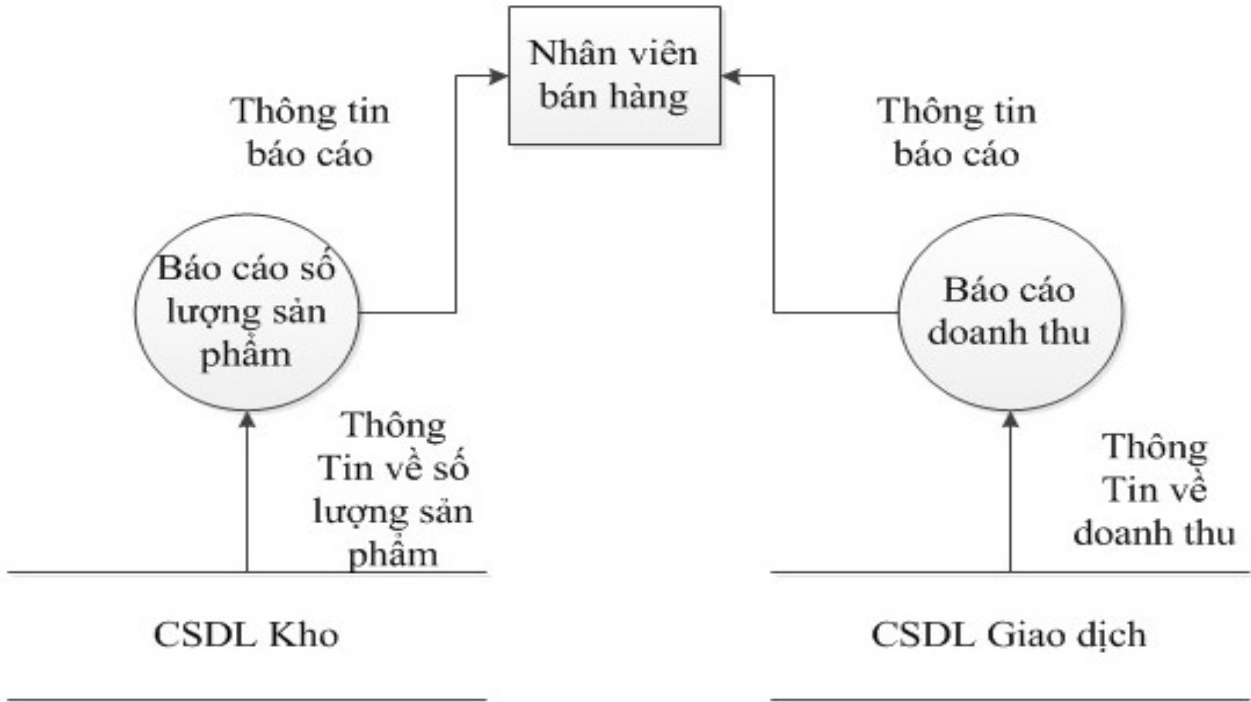 Nhân viên
bán hàng
Thông tin
báo cáo
Thông tin
báo cáo
Báo cáo số
lượng sản
phẩm
Báo cáo
doanh thu
Thông
Tin về số
lượng sản
phẩm
Thông
Tin về
doanh thu
CSDL Kho
CSDL Giao dịch